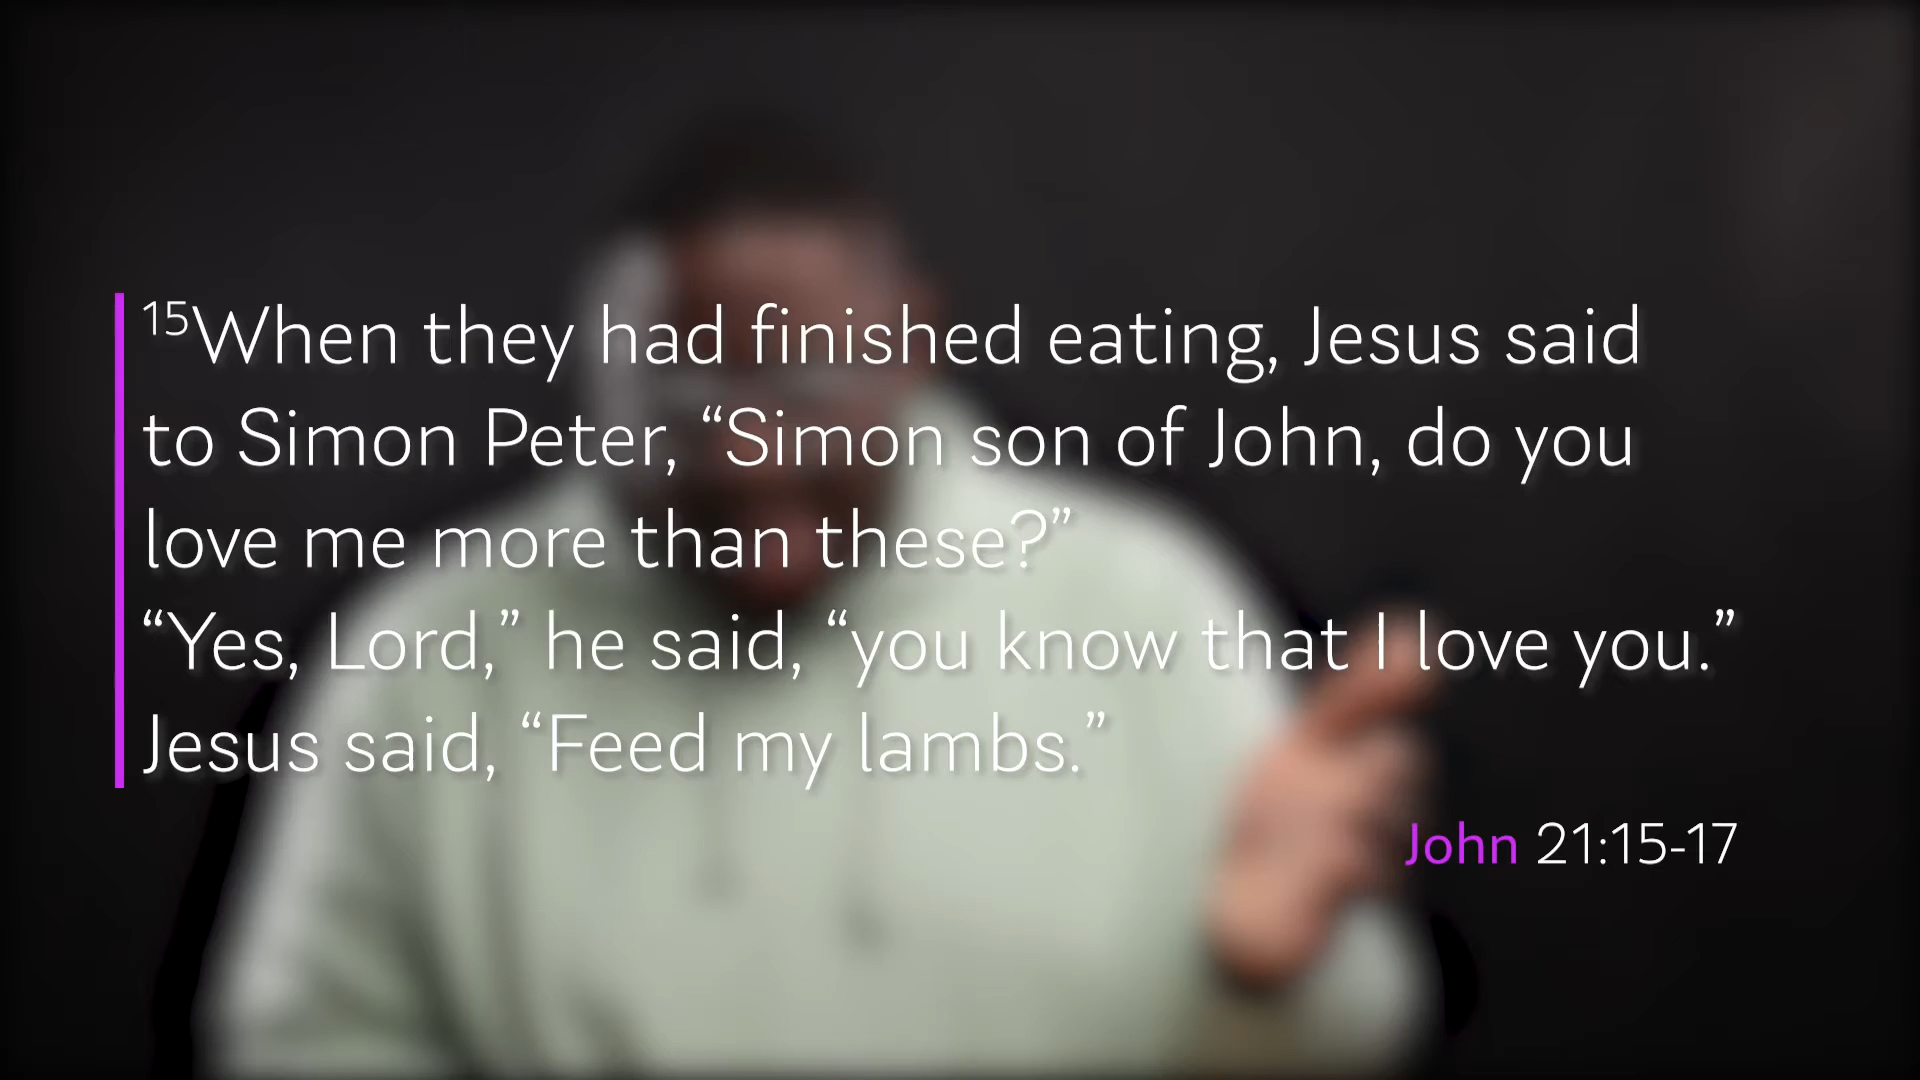 15When they had finished eating, Jesus said
to Simon Peter, “Simon son of John, do you
love me more than these?”
“Yes, Lord,” he said, “you know that I love you.”
Jesus said, “Feed my lambs.”
John 21:15-17